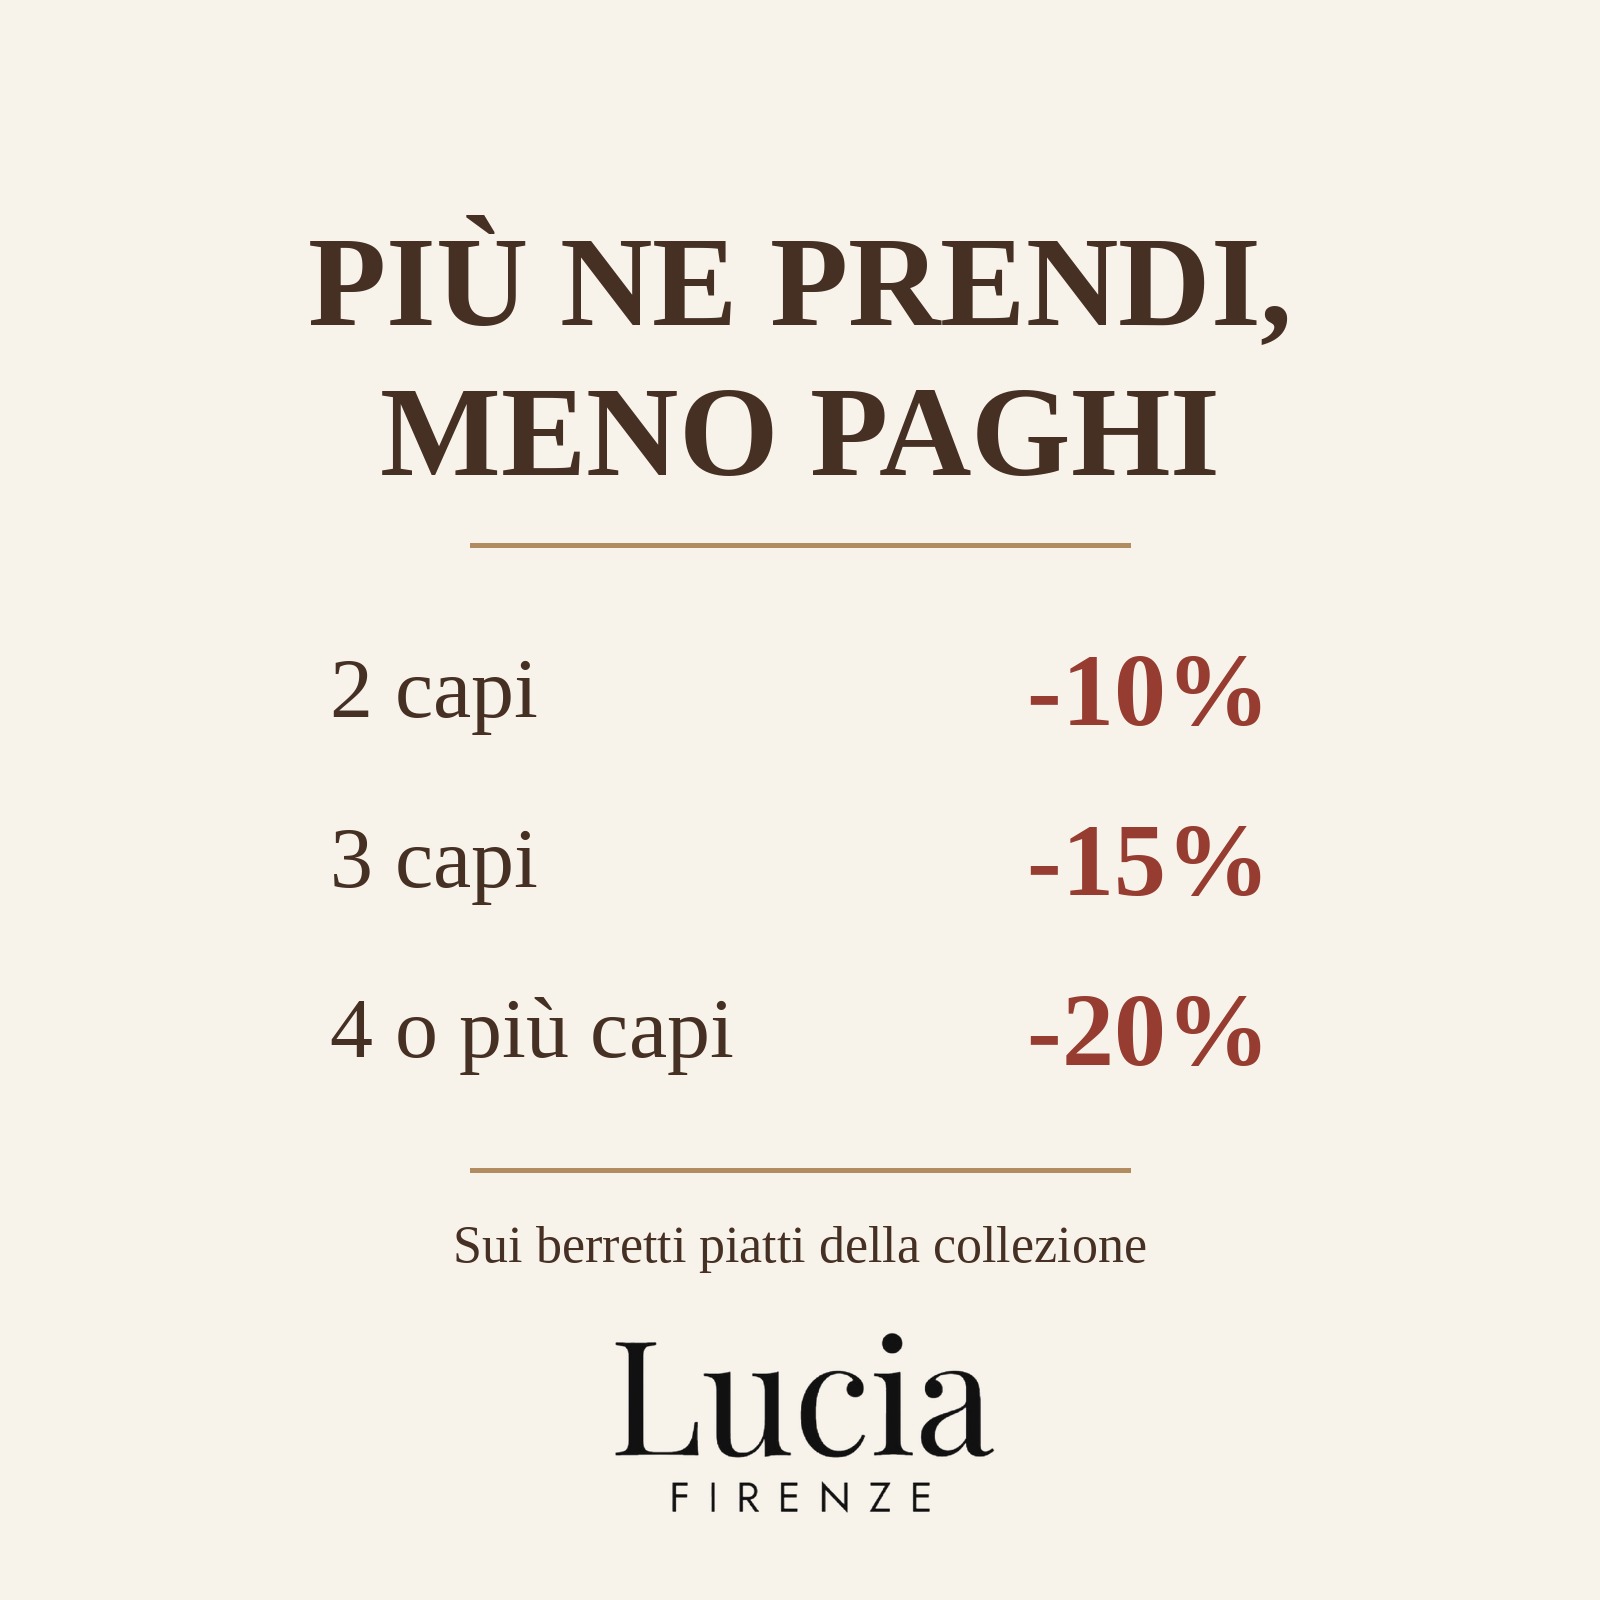 PIÙ NE PRENDI,
MENO PAGHI
2 capi -10%
3 capi -15%
4 o più capi -20%
Sui berretti piatti della collezione
Lucia
FIRENZE